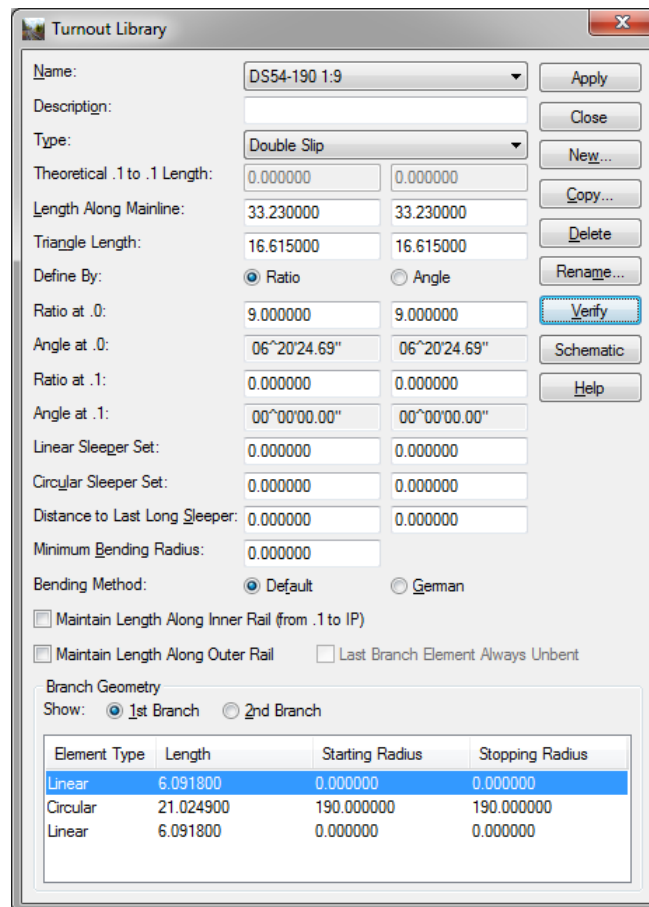 Turnout Library
Name: DS54-190 1:9 Apply
Description: Close
Type: Double Slip New...
Theoretical .1 to .1 Length: 0.000000 0.000000 Copy...
Length Along Mainline: 33.230000 33.230000
Triangle Length: 16.615000 16.615000 Delete
Define By: Ratio Angle Rename...
Ratio at .0: 9.000000 9.000000 Verify
Angle at .0: 06^20'24.69" 06^20'24.69" Schematic
Ratio at .1: 0.000000 0.000000 Help
Angle at .1: 00^00'00.00" 00^00'00.00"
Linear Sleeper Set: 0.000000 0.000000
Circular Sleeper Set: 0.000000 0.000000
Distance to Last Long Sleeper: 0.000000 0.000000
Minimum Bending Radius: 0.000000
Bending Method: Default German
Maintain Length Along Inner Rail (from .1 to IP)
Maintain Length Along Outer Rail Last Branch Element Always Unbent
Branch Geometry
Show: 1st Branch 2nd Branch
Element Type Length Starting Radius Stopping Radius
Linear 6.091800 0.000000 0.000000
Circular 21.024900 190.000000 190.000000
Linear 6.091800 0.000000 0.000000